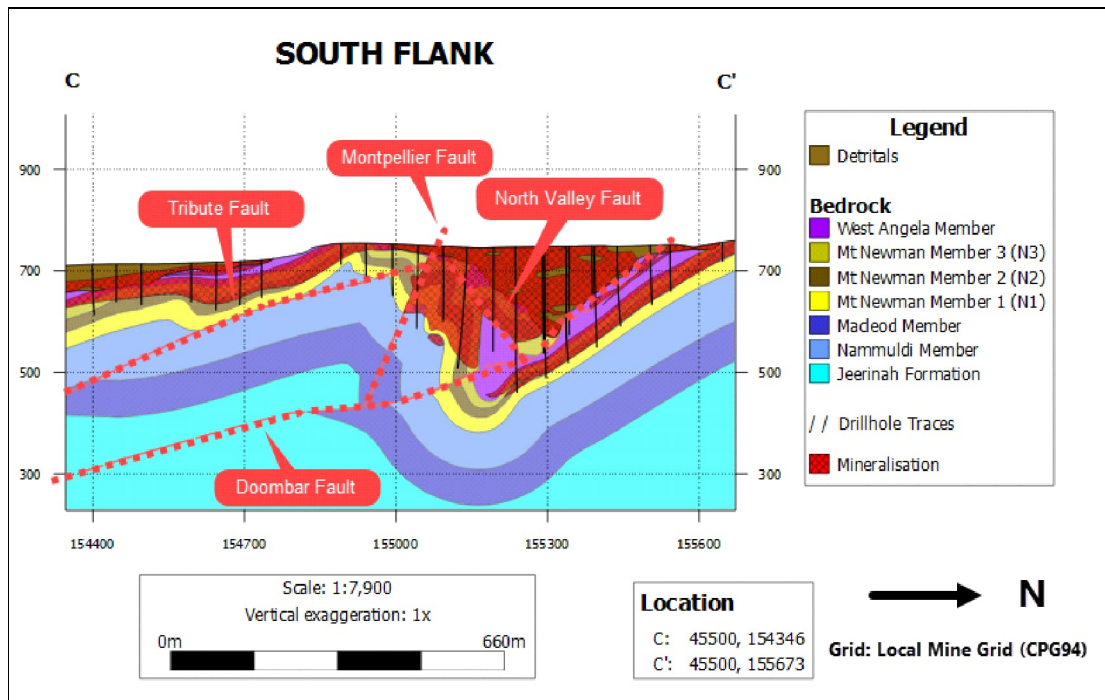 SOUTH FLANK
C
C'
Montpellier Fault
North Valley Fault
Tribute Fault
Doombar Fault
900
700
500
300
900
700
500
300
154400
154700
155000
155300
155600
Legend
Detritals
Bedrock
West Angela Member
Mt Newman Member 3 (N3)
Mt Newman Member 2 (N2)
Mt Newman Member 1 (N1)
Macleod Member
Nammuldi Member
Jeerinah Formation
/ / Drillhole Traces
Mineralisation
Scale: 1:7,900
Vertical exaggeration: 1x
0m 660m
Location
C: 45500, 154346
C': 45500, 155673
N
Grid: Local Mine Grid (CPG94)